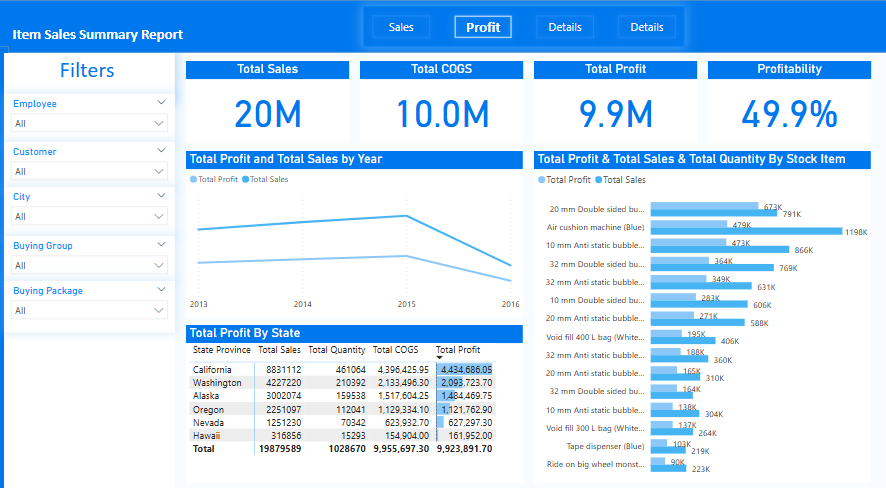 Item Sales Summary Report
Sales Profit Details Details
Filters
Employee
All
Customer
All
City
All
Buying Group
All
Buying Package
All
Total Sales
20M
Total COGS
10.0M
Total Profit
9.9M
Profitability
49.9%
Total Profit and Total Sales by Year
Total Profit Total Sales
2013 2014 2015 2016
Total Profit By State
State Province Total Sales Total Quantity Total COGS Total Profit
California 8831112 461064 4,396,425.95 4,434,686.05
Washington 4227220 210392 2,133,496.30 2,093,723.70
Alaska 3002074 159538 1,517,604.25 1,484,469.75
Oregon 2251097 112041 1,129,334.10 1,121,762.90
Nevada 1251230 70342 623,932.70 627,297.30
Hawaii 316856 15293 154,904.00 161,952.00
Total 19879589 1028670 9,955,697.30 9,923,891.70
Total Profit & Total Sales & Total Quantity By Stock Item
Total Profit Total Sales
20 mm Double sided bu... 673K 791K
Air cushion machine (Blue) 479K 1198K
10 mm Anti static bubble... 473K 866K
32 mm Double sided bu... 364K 769K
32 mm Anti static bubble... 349K 631K
10 mm Double sided bu... 283K 606K
20 mm Anti static bubble... 271K 588K
Void fill 400 L bag (White... 195K 406K
32 mm Anti static bubble... 188K 360K
20 mm Anti static bubble... 165K 310K
32 mm Double sided bu... 164K
10 mm Anti static bubble... 138K 304K
Void fill 300 L bag (White... 137K 264K
Tape dispenser (Blue) 103K 219K
Ride on big wheel monst... 90K 223K